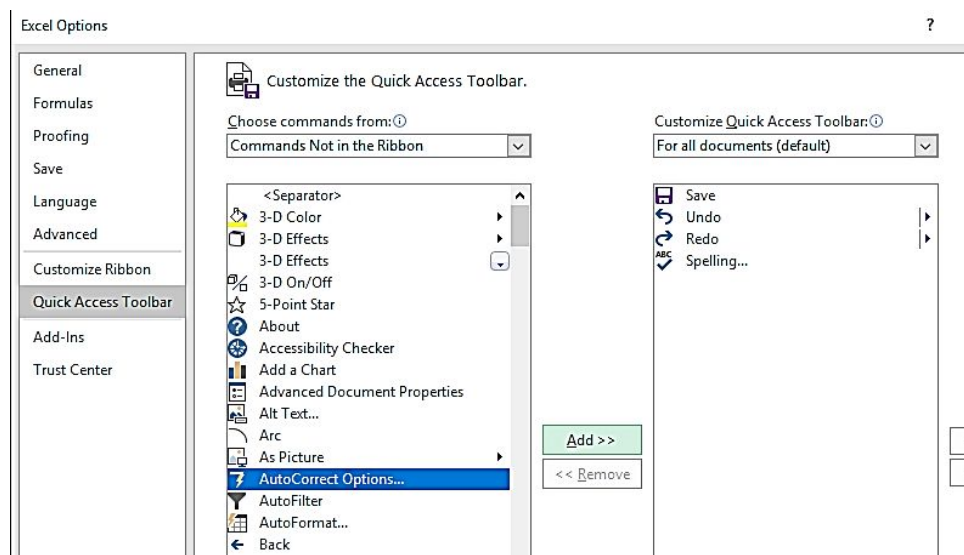 Excel Options
?
General
Formulas
Proofing
Save
Language
Advanced
Customize Ribbon
Quick Access Toolbar
Add-Ins
Trust Center
Customize the Quick Access Toolbar.
Choose commands from:
Commands Not in the Ribbon
<Separator>
3-D Color
3-D Effects
3-D Effects
3-D On/Off
5-Point Star
About
Accessibility Checker
Add a Chart
Advanced Document Properties
Alt Text...
Arc
As Picture
AutoCorrect Options...
AutoFilter
AutoFormat...
Back
Add >>
<< Remove
Customize Quick Access Toolbar:
For all documents (default)
Save
Undo
Redo
ABC
Spelling...